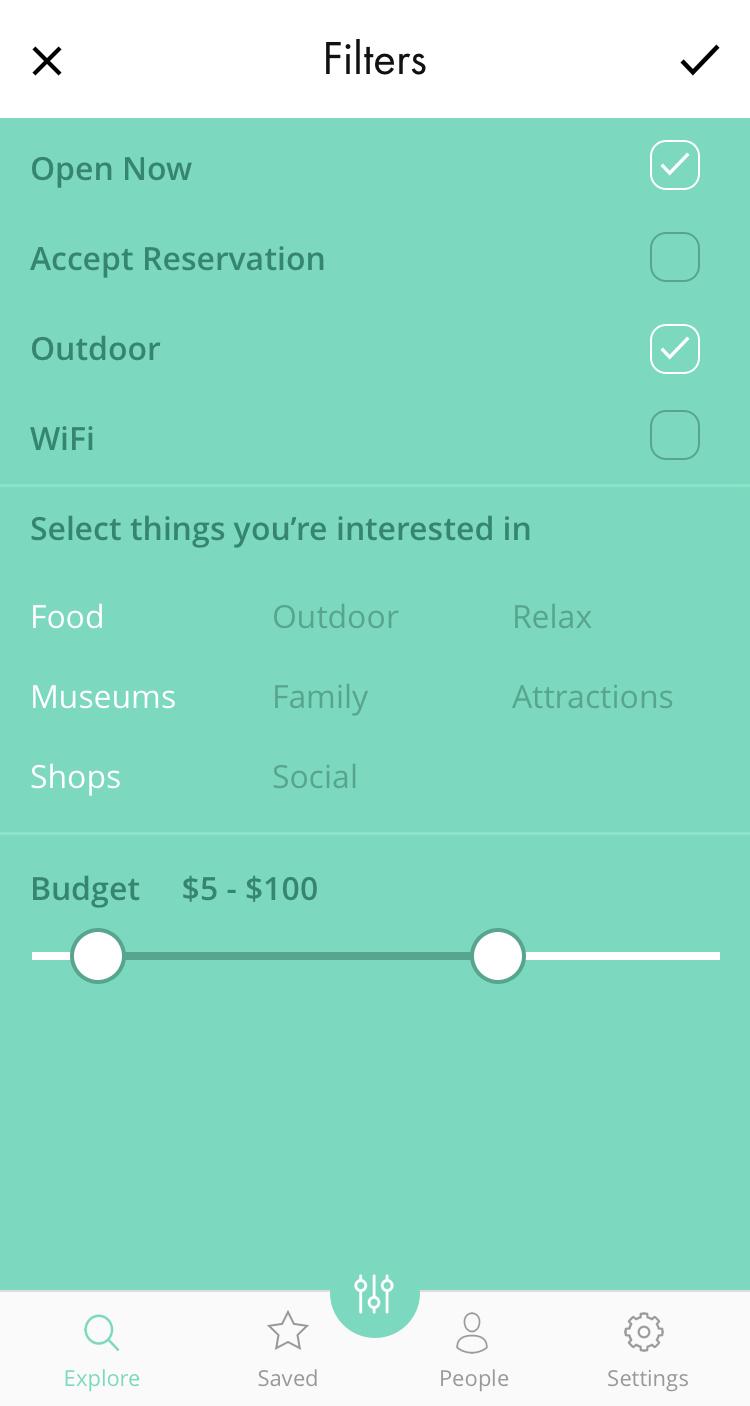 Filters
Open Now
Accept Reservation
Outdoor
WiFi
Select things you’re interested in
Food Outdoor Relax
Museums Family Attractions
Shops Social
Budget $5 - $100
Explore Saved People Settings